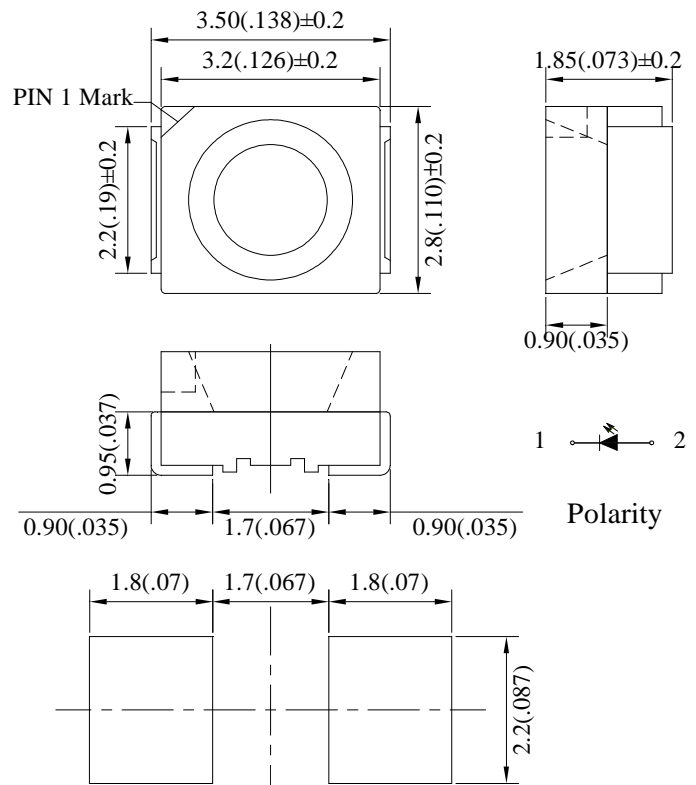 3.50(.138)±0.2
3.2(.126)±0.2
1.85(.073)±0.2
PIN 1 Mark
2.2(.19)±0.2
2.8(.110)±0.2
0.90(.035)
0.95(.037)
1 2
0.90(.035) 1.7(.067) 0.90(.035)
Polarity
1.8(.07) 1.7(.067) 1.8(.07)
2.2(.087)